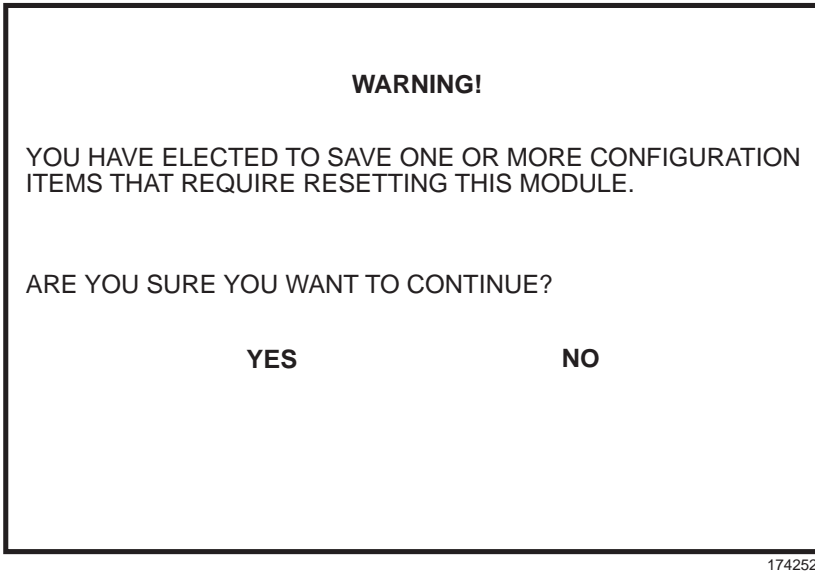 WARNING!
YOU HAVE ELECTED TO SAVE ONE OR MORE CONFIGURATION
ITEMS THAT REQUIRE RESETTING THIS MODULE.
ARE YOU SURE YOU WANT TO CONTINUE?
YES NO
174252